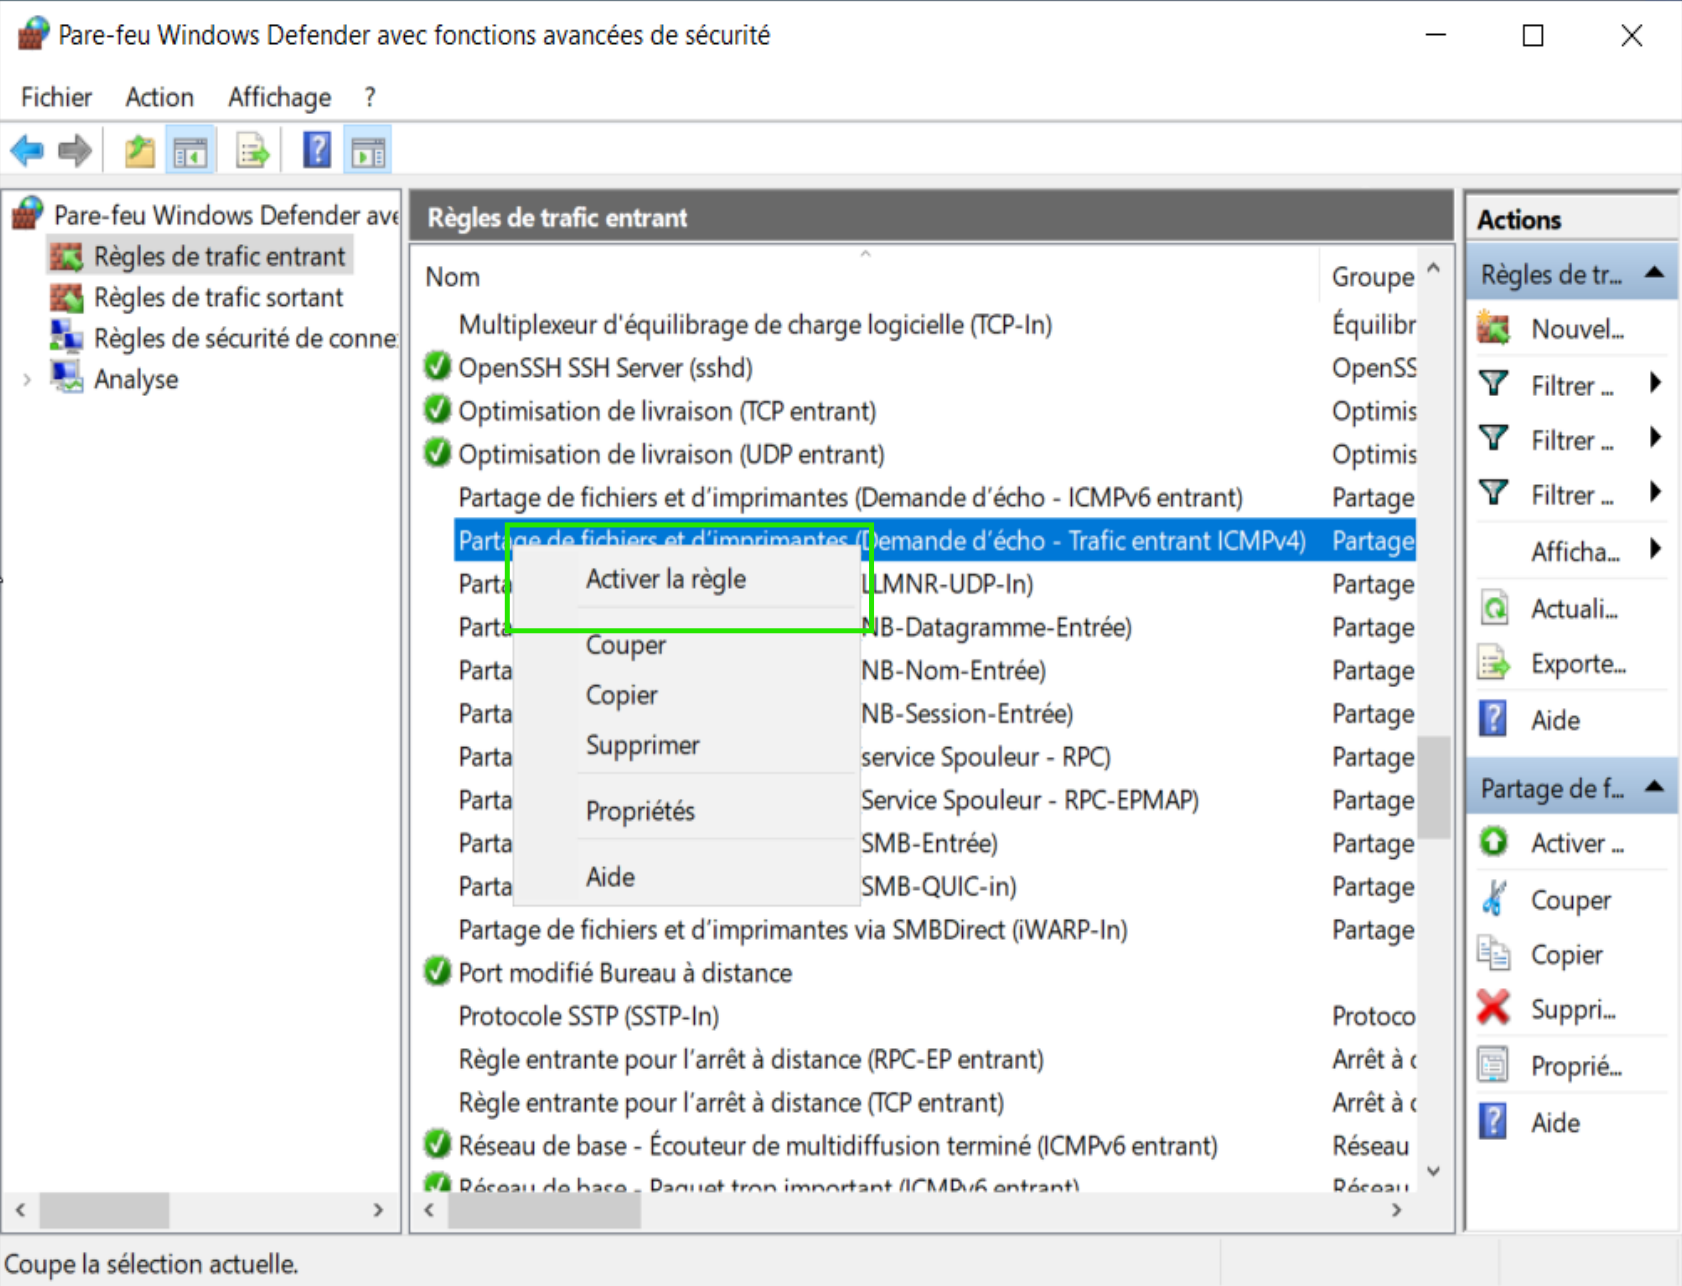 Pare-feu Windows Defender avec fonctions avancées de sécurité
Fichier Action Affichage ?
Pare-feu Windows Defender ave
Règles de trafic entrant
Règles de trafic sortant
Règles de sécurité de conne
Analyse
Règles de trafic entrant
Nom Groupe
Multiplexeur d'équilibrage de charge logicielle (TCP-In) Équilibr
OpenSSH SSH Server (sshd) OpenSS
Optimisation de livraison (TCP entrant) Optimis
Optimisation de livraison (UDP entrant) Optimis
Partage de fichiers et d’imprimantes (Demande d’écho - ICMPv6 entrant) Partage
Partage de fichiers et d’imprimantes (Demande d’écho - Trafic entrant ICMPv4) Partage
Parta LLMNR-UDP-In) Partage
Parta NB-Datagramme-Entrée) Partage
Parta NB-Nom-Entrée) Partage
Parta NB-Session-Entrée) Partage
Parta service Spouleur - RPC) Partage
Parta Service Spouleur - RPC-EPMAP) Partage
Parta SMB-Entrée) Partage
Parta SMB-QUIC-in) Partage
Partage de fichiers et d’imprimantes via SMBDirect (iWARP-In) Partage
Port modifié Bureau à distance
Protocole SSTP (SSTP-In) Protoco
Règle entrante pour l’arrêt à distance (RPC-EP entrant) Arrêt à d
Règle entrante pour l’arrêt à distance (TCP entrant) Arrêt à d
Réseau de base - Écouteur de multidiffusion terminé (ICMPv6 entrant) Réseau
Réseau de base - Paquet trop important (ICMPv6 entrant) Réseau
Activer la règle
Couper
Copier
Supprimer
Propriétés
Aide
Actions
Règles de tr...
Nouvel...
Filtrer ...
Filtrer ...
Filtrer ...
Afficha...
Actuali...
Exporte...
Aide
Partage de f...
Activer ...
Couper
Copier
Suppri...
Proprié...
Aide
Coupe la sélection actuelle.